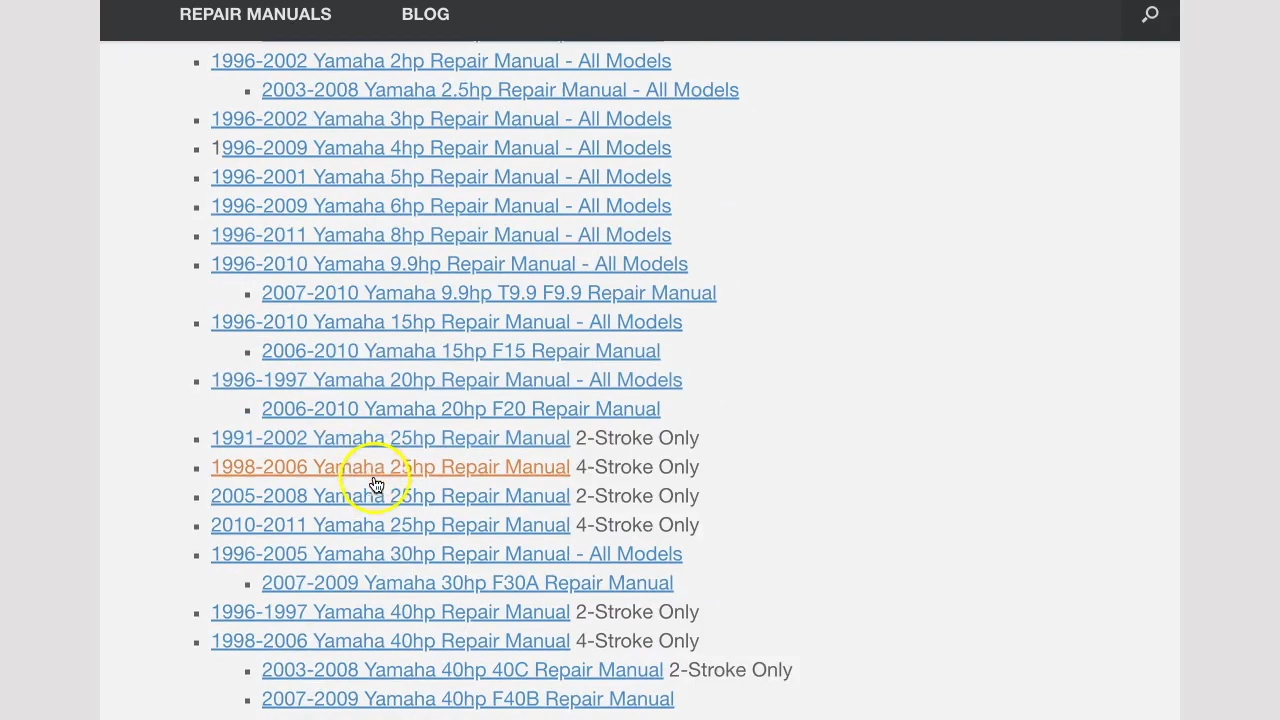 REPAIR MANUALS BLOG
1996-2002 Yamaha 2hp Repair Manual - All Models
2003-2008 Yamaha 2.5hp Repair Manual - All Models
1996-2002 Yamaha 3hp Repair Manual - All Models
1996-2009 Yamaha 4hp Repair Manual - All Models
1996-2001 Yamaha 5hp Repair Manual - All Models
1996-2009 Yamaha 6hp Repair Manual - All Models
1996-2011 Yamaha 8hp Repair Manual - All Models
1996-2010 Yamaha 9.9hp Repair Manual - All Models
2007-2010 Yamaha 9.9hp T9.9 F9.9 Repair Manual
1996-2010 Yamaha 15hp Repair Manual - All Models
2006-2010 Yamaha 15hp F15 Repair Manual
1996-1997 Yamaha 20hp Repair Manual - All Models
2006-2010 Yamaha 20hp F20 Repair Manual
1991-2002 Yamaha 25hp Repair Manual 2-Stroke Only
1998-2006 Yamaha 25hp Repair Manual 4-Stroke Only
2005-2008 Yamaha 25hp Repair Manual 2-Stroke Only
2010-2011 Yamaha 25hp Repair Manual 4-Stroke Only
1996-2005 Yamaha 30hp Repair Manual - All Models
2007-2009 Yamaha 30hp F30A Repair Manual
1996-1997 Yamaha 40hp Repair Manual 2-Stroke Only
1998-2006 Yamaha 40hp Repair Manual 4-Stroke Only
2003-2008 Yamaha 40hp 40C Repair Manual 2-Stroke Only
2007-2009 Yamaha 40hp F40B Repair Manual